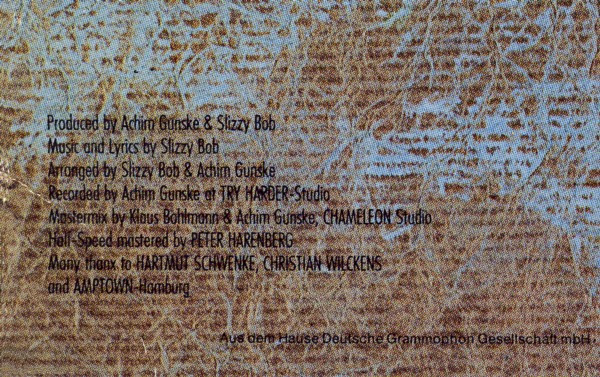 Produced by Achim Gunske & Slizzy Bob
Music and Lyrics by Slizzy Bob
Arranged by Slizzy Bob & Achim Gunske
Recorded by Achim Gunske at TRY HARDER-Studio
Mastermix by Klaus Bohlmann & Achim Gunske, CHAMELEON Studio
Half-Speed mastered by PETER HARENBERG
Many thanx to HARTMUT SCHWENKE, CHRISTIAN WILCKENS
and AMPTOWN-Hamburg
Aus dem Hause Deutsche Grammophon Gesellschaft mbH